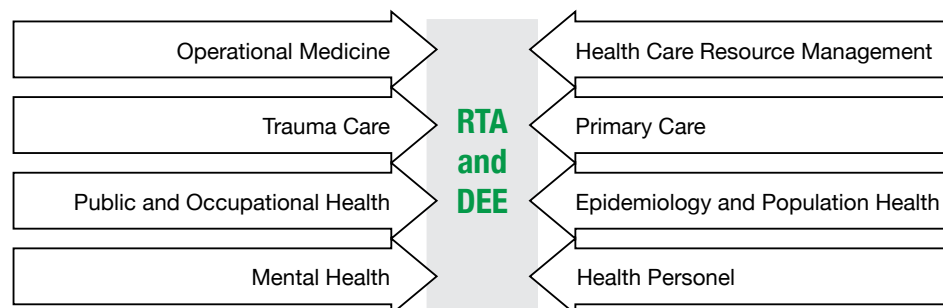 Operational Medicine
Trauma Care
Public and Occupational Health
Mental Health
RTA
and
DEE
Health Care Resource Management
Primary Care
Epidemiology and Population Health
Health Personel